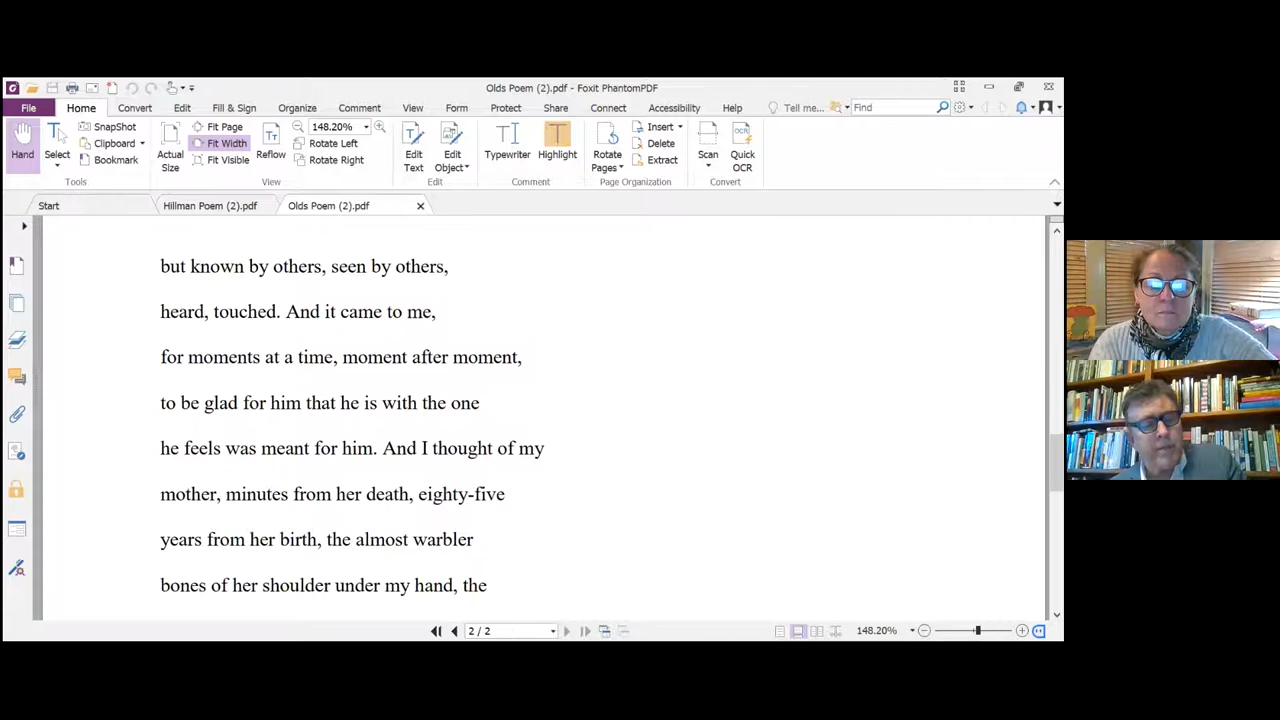 Olds Poem (2).pdf - Foxit PhantomPDF
File Home Convert Edit Fill & Sign Organize Comment View Form Protect Share Connect Accessibility Help Tell me... Find
Hand
Select
SnapShot
Clipboard
Bookmark
Tools
Actual Size
Fit Page
Fit Width
Fit Visible
Reflow
148.20%
Rotate Left
Rotate Right
View
Edit Text
Edit Object
Edit
Typewriter
Highlight
Comment
Rotate Pages
Insert
Delete
Extract
Page Organization
Scan
Quick OCR
Convert
Start Hillman Poem (2).pdf Olds Poem (2).pdf
but known by others, seen by others,
heard, touched. And it came to me,
for moments at a time, moment after moment,
to be glad for him that he is with the one
he feels was meant for him. And I thought of my
mother, minutes from her death, eighty-five
years from her birth, the almost warbler
bones of her shoulder under my hand, the
2 / 2 148.20%